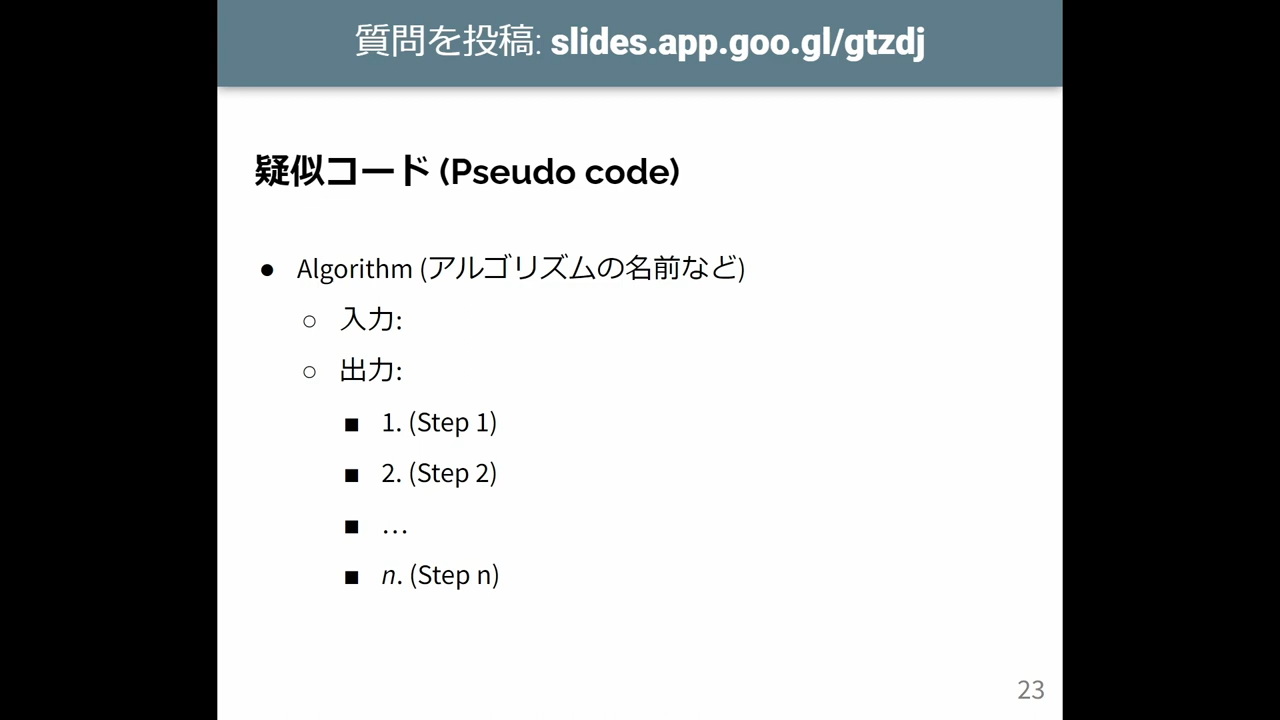 質問を投稿: slides.app.goo.gl/gtzdj
疑似コード (Pseudo code)
● Algorithm (アルゴリズムの名前など)
○ 入力:
○ 出力:
■ 1. (Step 1)
■ 2. (Step 2)
■ …
■ n. (Step n)
23